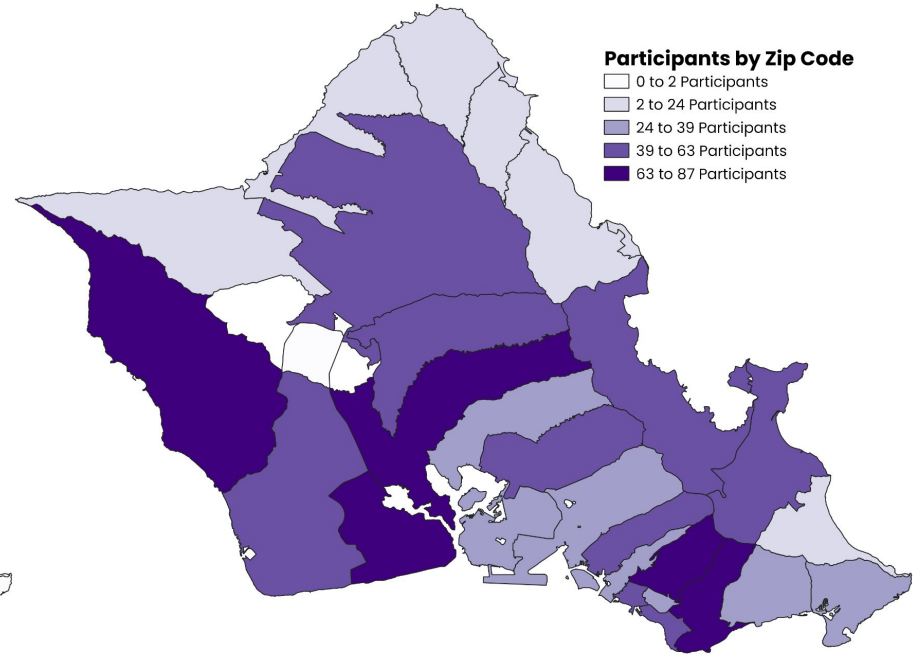 Participants by Zip Code
0 to 2 Participants
2 to 24 Participants
24 to 39 Participants
39 to 63 Participants
63 to 87 Participants